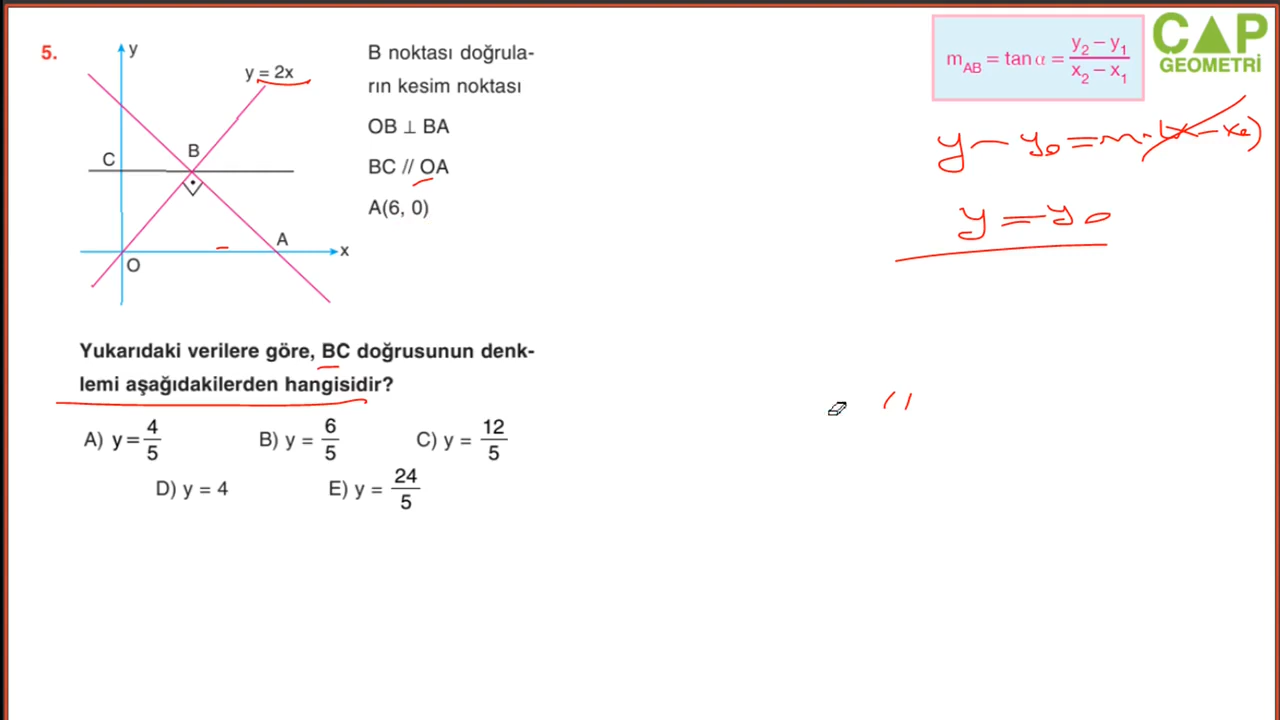 5.
y
y = 2x
C
B
A
x
O
B noktası doğrula-
rın kesim noktası
OB ⊥ BA
BC // OA
A(6, 0)
Yukarıdaki verilere göre, BC doğrusunun denk-
lemi aşağıdakilerden hangisidir?
A) y = 4/5 B) y = 6/5 C) y = 12/5
D) y = 4 E) y = 24/5
m_AB = tan α = (y₂ – y₁)/(x₂ – x₁)
CAP
GEOMETRİ
y – y₀ = m·(x – x₀)
y = y₀